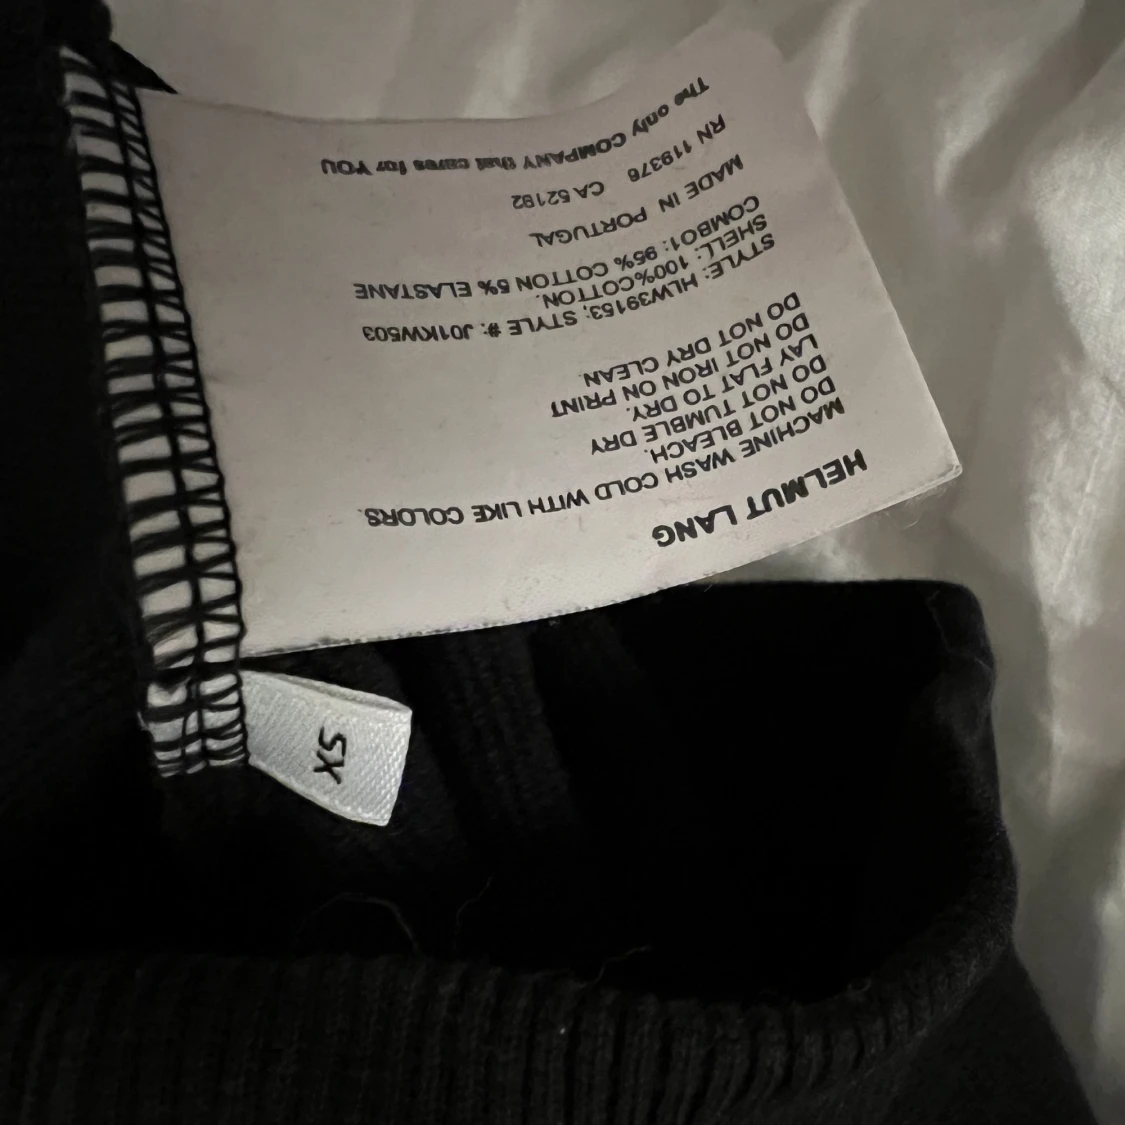 HELMUT LANG
MACHINE WASH COLD WITH LIKE COLORS.
DO NOT BLEACH.
DO NOT TUMBLE DRY
LAY FLAT TO DRY.
DO NOT IRON ON PRINT
DO NOT DRY CLEAN.
STYLE: HLW39153; STYLE #: J01KW503
SHELL: 100%COTTON.
COMBO1: 95% COTTON 5% ELASTANE
MADE IN PORTUGAL
RN 119376 CA 52192
The only COMPANY that cares for YOU
XS